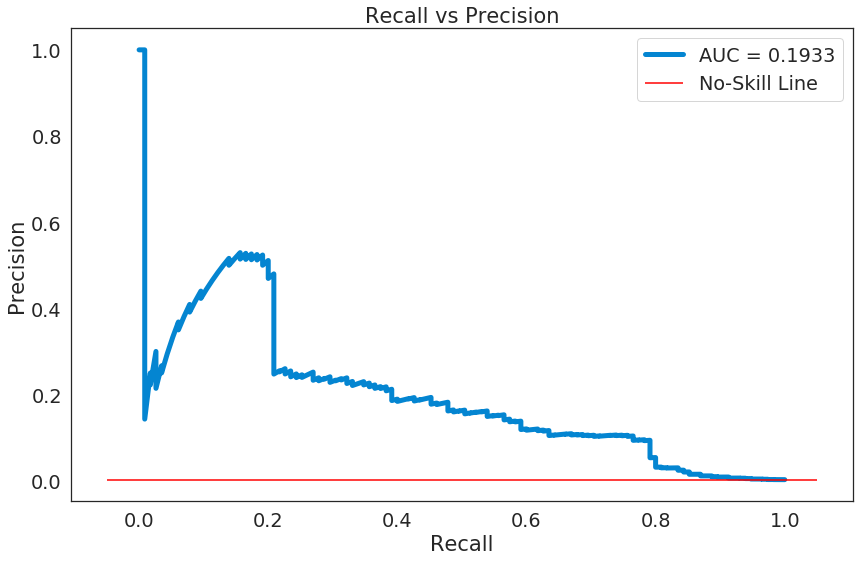 Recall vs Precision
AUC = 0.1933
No-Skill Line
Precision
1.0
0.8
0.6
0.4
0.2
0.0
0.0 0.2 0.4 0.6 0.8 1.0
Recall